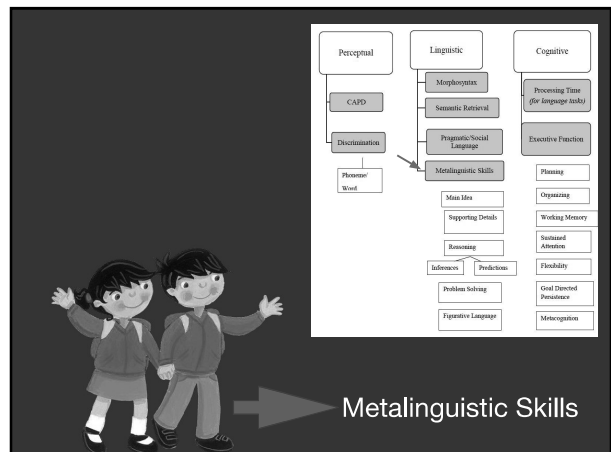 Perceptual
Linguistic
Cognitive
CAPD
Discrimination
Phoneme/
Word
Morphosyntax
Semantic Retrieval
Pragmatic/Social
Language
Metalinguistic Skills
Main Idea
Supporting Details
Reasoning
Inferences
Predictions
Problem Solving
Figurative Language
Processing Time
(for language tasks)
Executive Function
Planning
Organizing
Working Memory
Sustained
Attention
Flexibility
Goal Directed
Persistence
Metacognition
Metalinguistic Skills